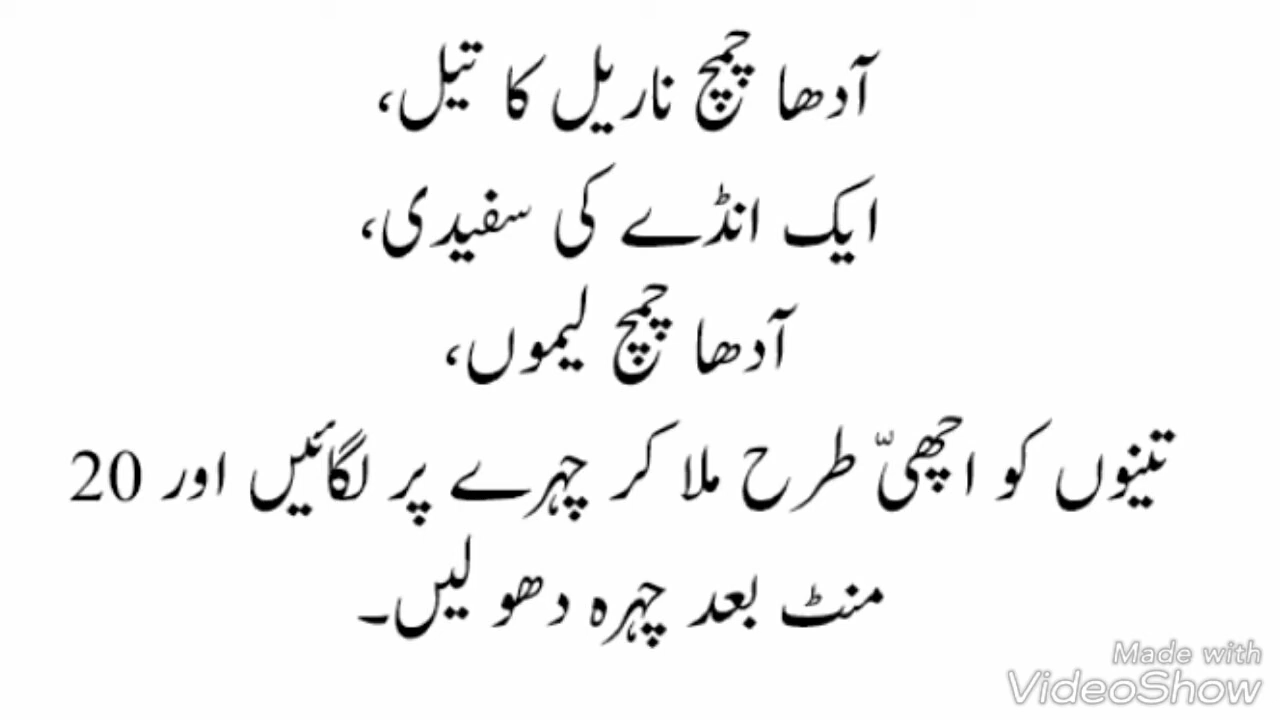 آدھا چمچ ناریل کا تیل،
ایک انڈے کی سفیدی،
آدھا چمچ لیموں،
تینوں کو اچھیّ طرح ملا کر چہرے پر لگائیں اور 20
منٹ بعد چہرہ دھو لیں۔
Made with
VideoShow